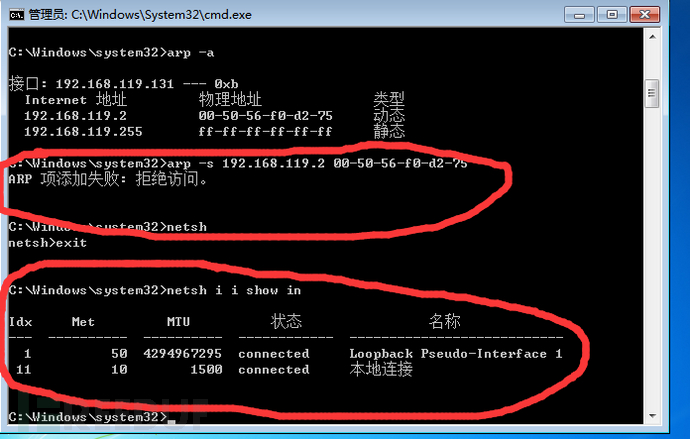 管理员: C:\Windows\System32\cmd.exe
C:\Windows\system32>arp -a
接口: 192.168.119.131 --- 0xb
Internet 地址 物理地址 类型
192.168.119.2 00-50-56-f0-d2-75 动态
192.168.119.255 ff-ff-ff-ff-ff-ff 静态
C:\Windows\system32>arp -s 192.168.119.2 00-50-56-f0-d2-75
ARP 项添加失败: 拒绝访问。
C:\Windows\system32>netsh
netsh>exit
C:\Windows\system32>netsh i i show in
Idx Met MTU 状态 名称
--- ---------- ---------- ------------ ---------------------------
1 50 4294967295 connected Loopback Pseudo-Interface 1
11 10 1500 connected 本地连接
C:\Windows\system32>